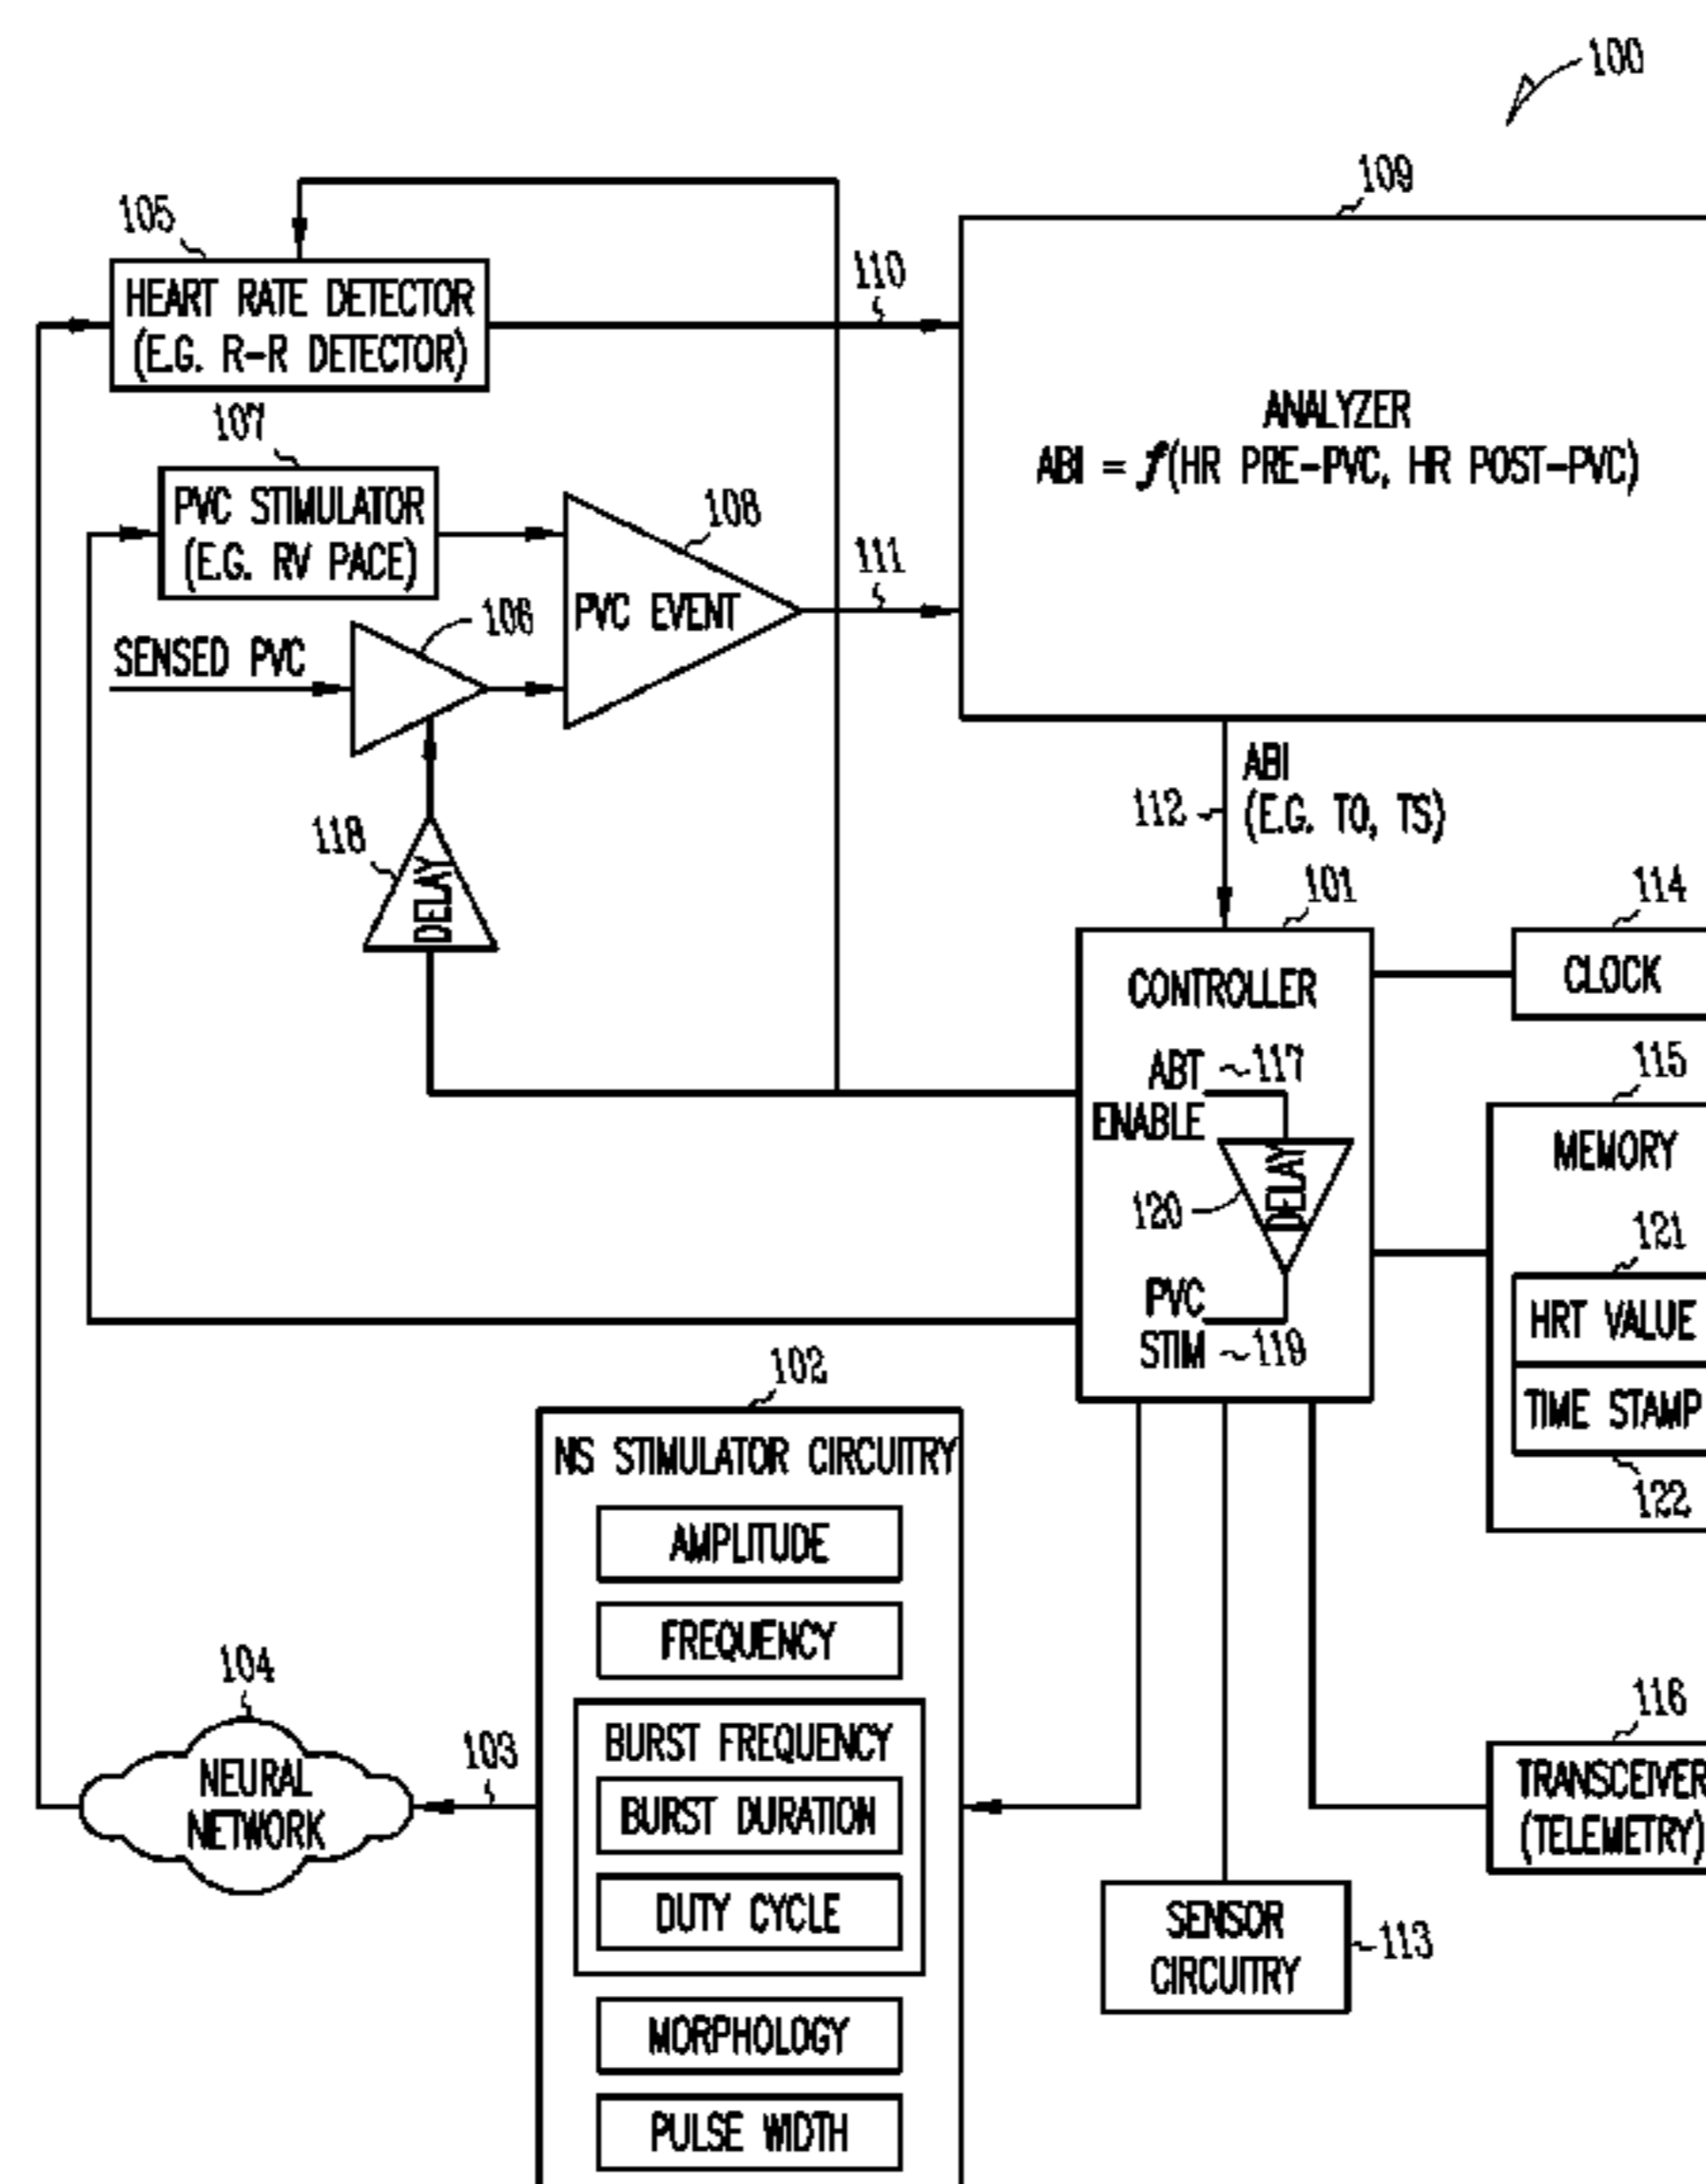 100
109
105
110
HEART RATE DETECTOR
(E.G. R-R DETECTOR)
107
ANALYZER
ABI = f(HR PRE-PVC, HR POST-PVC)
PVC STIMULATOR
(E.G. RV PACE)
108
111
106
PVC EVENT
SENSED PVC
ABI
(E.G. TO, TS)
112
118
DELAY
101
114
CONTROLLER
CLOCK
ABT
ENABLE
117
115
MEMORY
DELAY
120
121
HRT VALUE
PVC
STIM
119
TIME STAMP
122
102
NS STIMULATOR CIRCUITRY
AMPLITUDE
FREQUENCY
104
BURST FREQUENCY
103
116
NEURAL
NETWORK
BURST DURATION
TRANSCEIVER
(TELEMETRY)
DUTY CYCLE
SENSOR
CIRCUITRY
113
MORPHOLOGY
PULSE WIDTH